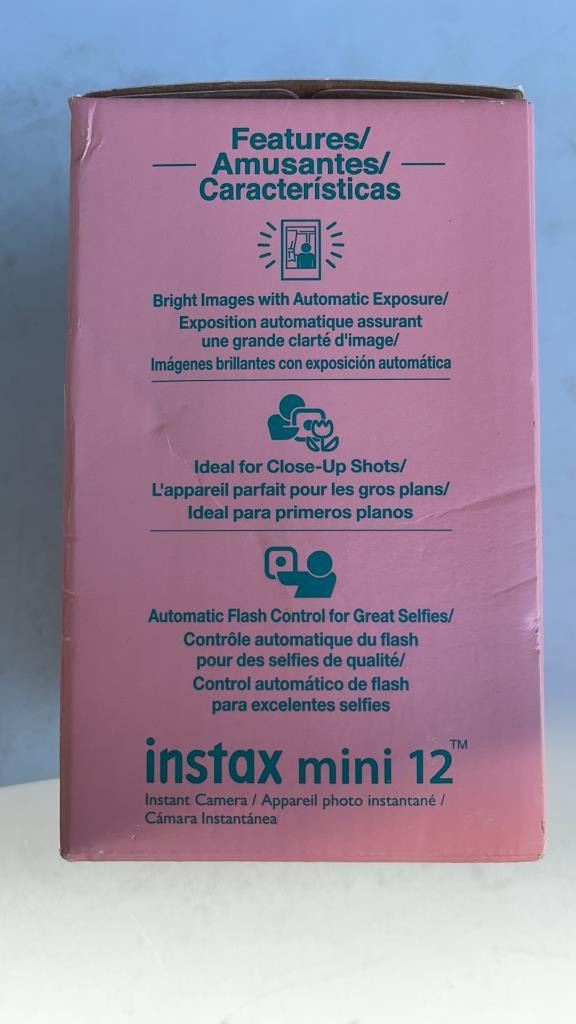 Features/
Amusantes/
Características
Bright Images with Automatic Exposure/
Exposition automatique assurant
une grande clarté d'image/
Imágenes brillantes con exposición automática
Ideal for Close-Up Shots/
L'appareil parfait pour les gros plans/
Ideal para primeros planos
Automatic Flash Control for Great Selfies/
Contrôle automatique du flash
pour des selfies de qualité/
Control automático de flash
para excelentes selfies
instax mini 12™
Instant Camera / Appareil photo instantané /
Cámara Instantánea